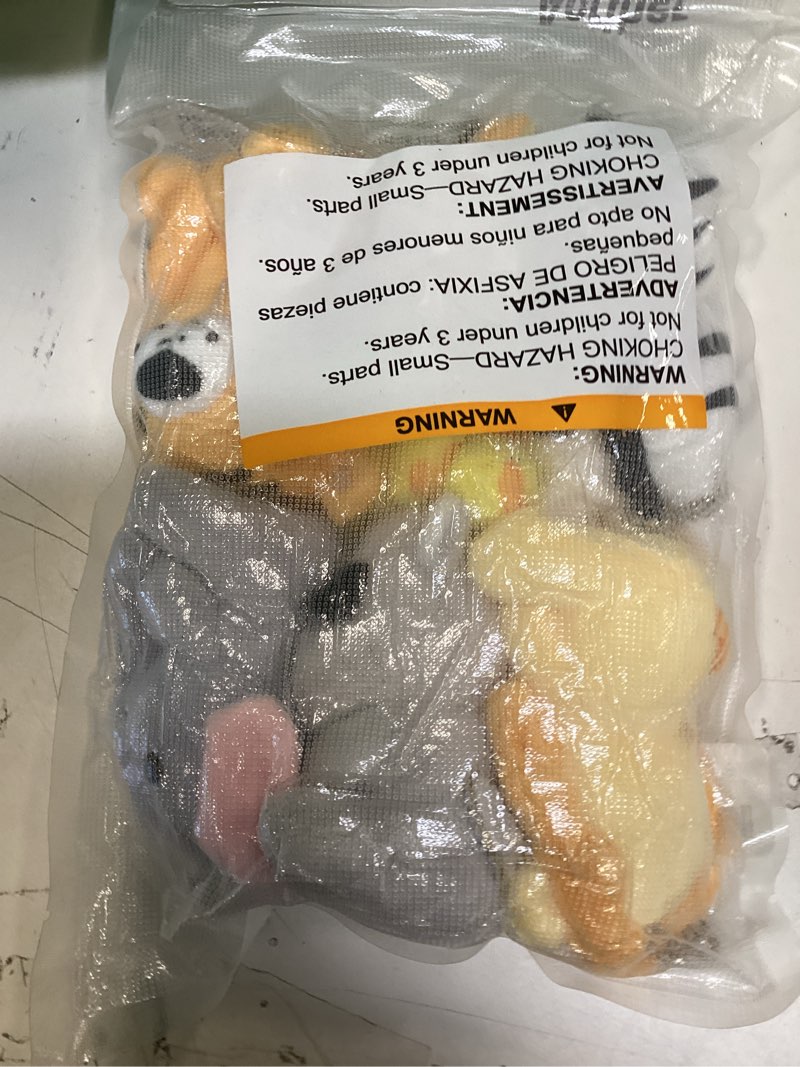 WARNING
WARNING:
CHOKING HAZARD—Small parts.
Not for children under 3 years.
ADVERTENCIA:
PELIGRO DE ASFIXIA: contiene piezas
pequeñas.
No apto para niños menores de 3 años.
AVERTISSEMENT:
CHOKING HAZARD—Small parts.
Not for children under 3 years.